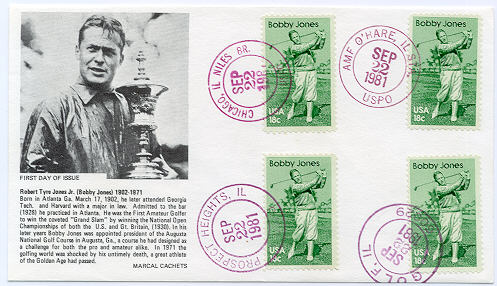 FIRST DAY OF ISSUE
Robert Tyre Jones Jr. (Bobby Jones) 1902-1971
Born in Atlanta Ga. March 17, 1902, he later attended Georgia
Tech. and Harvard with a major in law. Admitted to the bar
(1928) he practiced in Atlanta. He was the First Amateur Golfer
to win the coveted "Grand Slam" by winning the National Open
Championships of both the U.S. and Gt. Britain, (1930). In his
later years Bobby Jones was appointed president of the Augusta
National Golf Course in Augusta, Ga., a course he had designed as
a challenge for both the pro and amateur alike. In 1971 the
golfing world was shocked by his untimely death, a great athlete
of the Golden Age had passed.
MARCAL CACHETS
Bobby Jones
USA
18c
CHICAGO, IL NILES BR.
SEP
22
1981
AMF O'HARE, IL
SEP
22
1981
USPO
Bobby Jones
USA
18c
Bobby Jones
USA
18c
PROSPECT HEIGHTS, IL
SEP
22
1981
Bobby Jones
USA
18c
GOLF, IL
SEP
1981